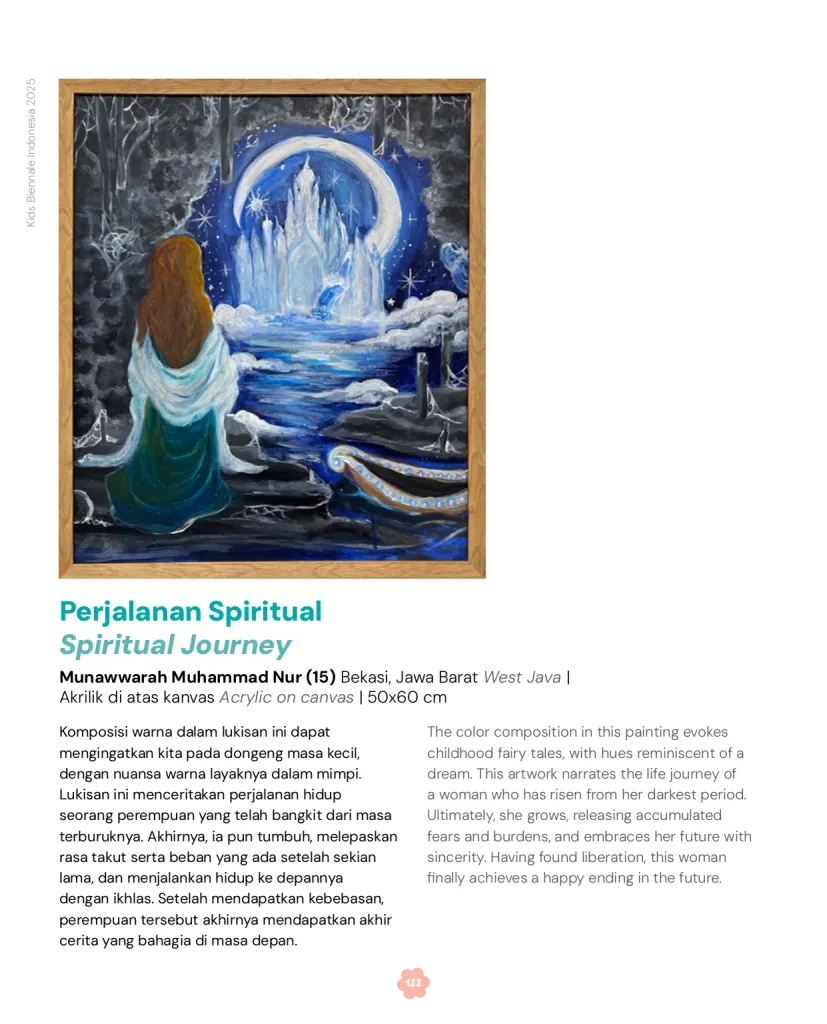 Kids Biennale Indonesia 2025
Perjalanan Spiritual
Spiritual Journey
Munawwarah Muhammad Nur (15) Bekasi, Jawa Barat West Java |
Akrilik di atas kanvas Acrylic on canvas | 50x60 cm
Komposisi warna dalam lukisan ini dapat
mengingatkan kita pada dongeng masa kecil,
dengan nuansa warna layaknya dalam mimpi.
Lukisan ini menceritakan perjalanan hidup
seorang perempuan yang telah bangkit dari masa
terburuknya. Akhirnya, ia pun tumbuh, melepaskan
rasa takut serta beban yang ada setelah sekian
lama, dan menjalankan hidup ke depannya
dengan ikhlas. Setelah mendapatkan kebebasan,
perempuan tersebut akhirnya mendapatkan akhir
cerita yang bahagia di masa depan.
The color composition in this painting evokes
childhood fairy tales, with hues reminiscent of a
dream. This artwork narrates the life journey of
a woman who has risen from her darkest period.
Ultimately, she grows, releasing accumulated
fears and burdens, and embraces her future with
sincerity. Having found liberation, this woman
finally achieves a happy ending in the future.
122